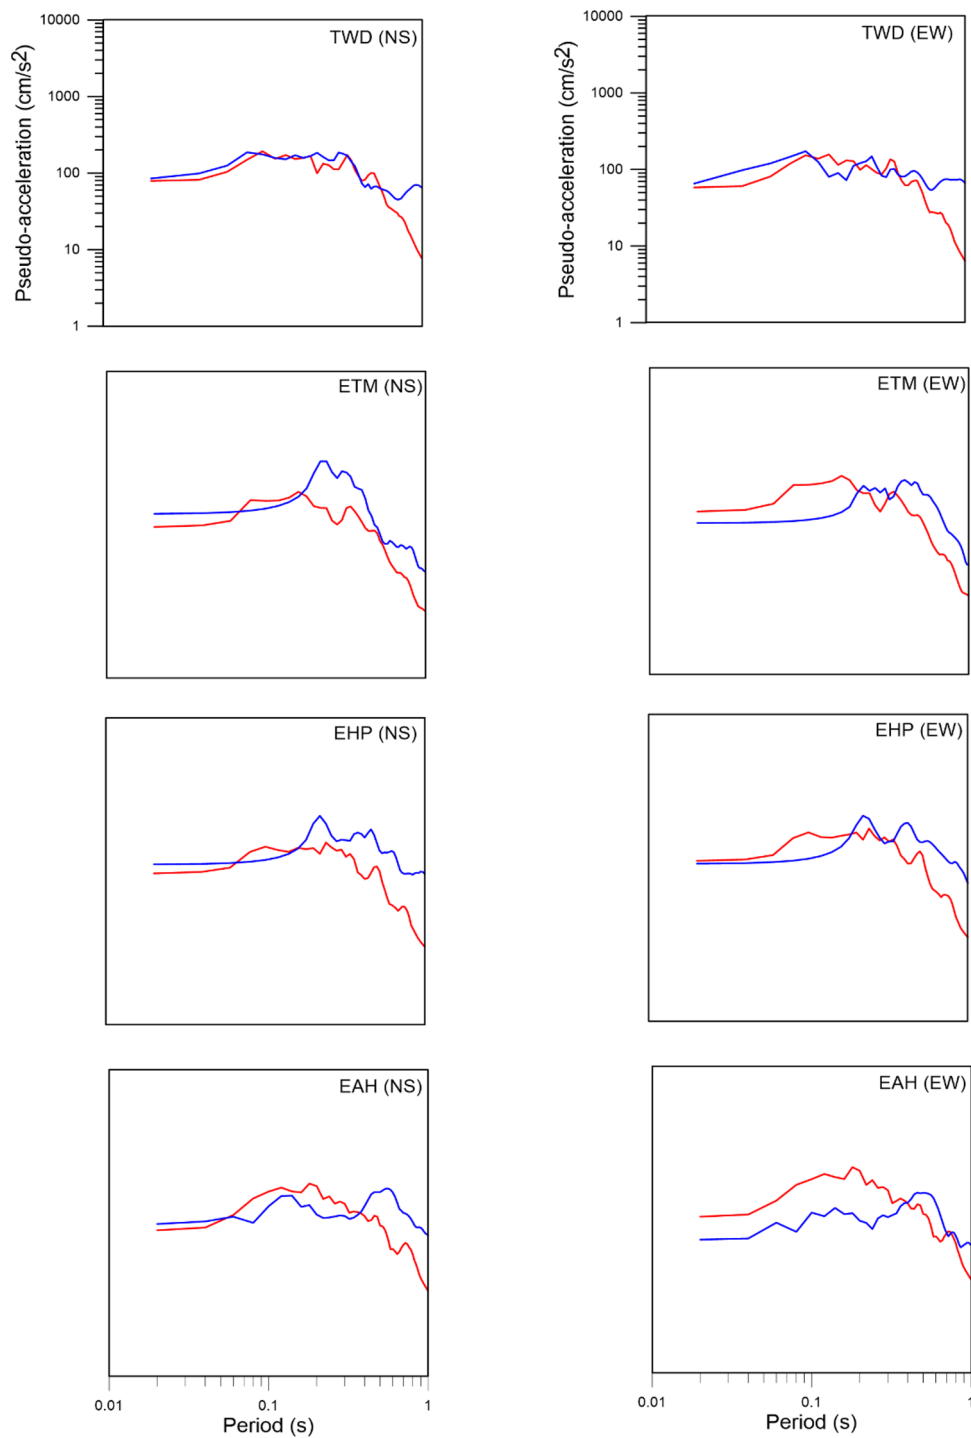 10000
1000
100
10
1
Pseudo-acceleration (cm/s2)
TWD (NS)
10000
1000
100
10
1
Pseudo-acceleration (cm/s2)
TWD (EW)
ETM (NS)
ETM (EW)
EHP (NS)
EHP (EW)
EAH (NS)
EAH (EW)
0.01
0.1
1
Period (s)
0.01
0.1
1
Period (s)